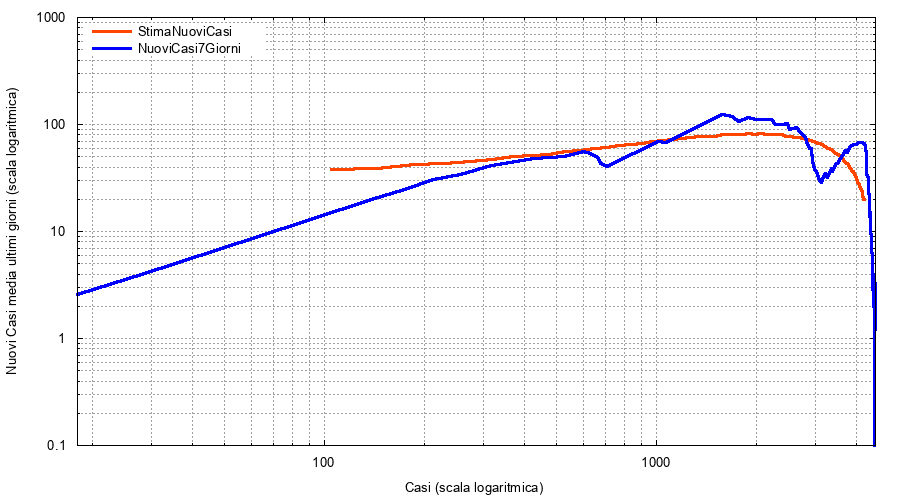 1000
StimaNuoviCasi
NuoviCasi7Giorni
100
10
1
0.1
Nuovi Casi media ultimi giorni (scala logaritmica)
100
1000
Casi (scala logaritmica)